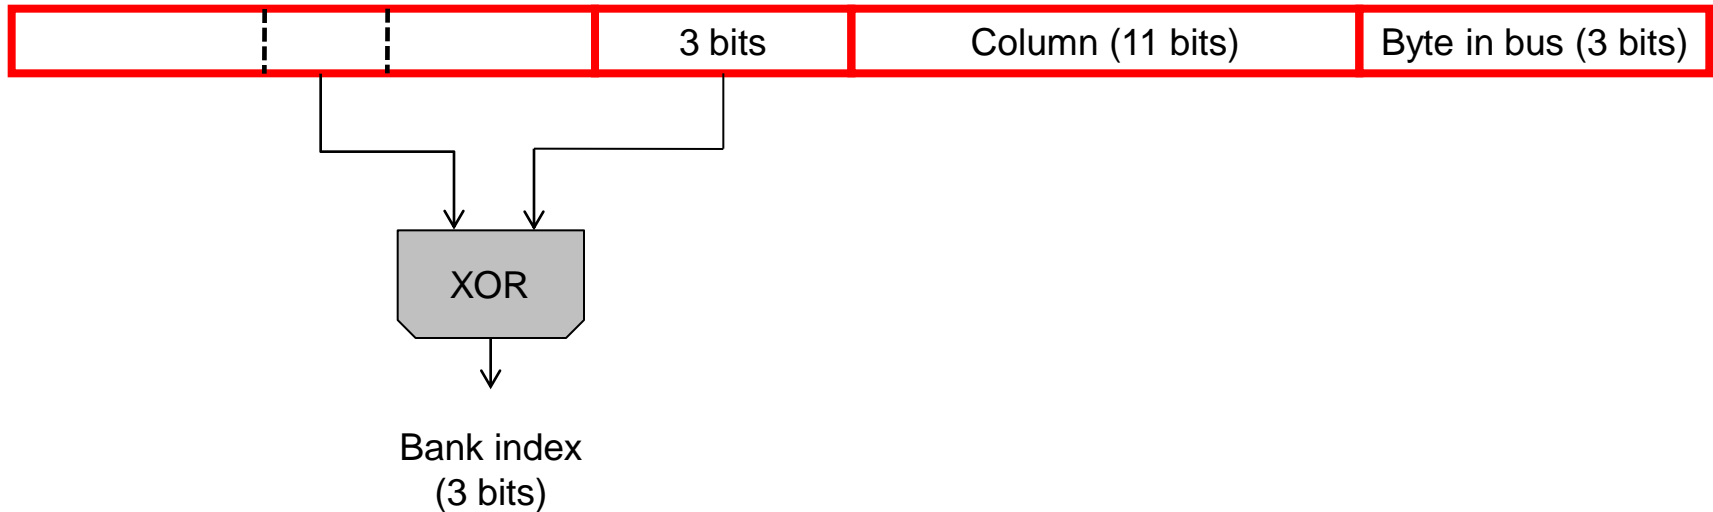 3 bits
Column (11 bits)
Byte in bus (3 bits)
XOR
Bank index
(3 bits)